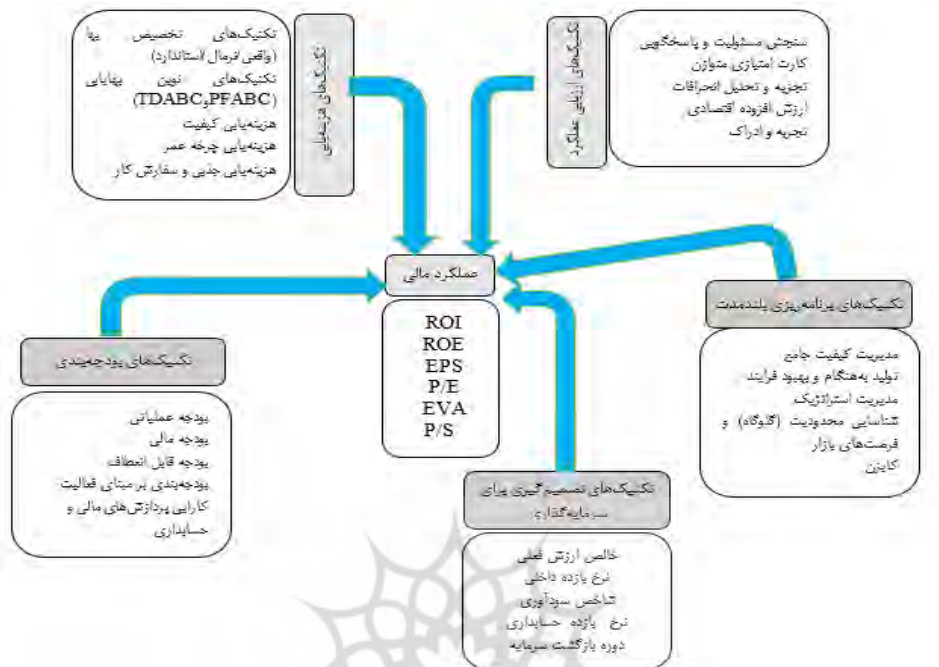 تکنیک‌های ارزیابی عملکرد
سنجش مسئولیت و پاسخگویی
کارت امتیازی متوازن
تجزیه و تحلیل انحرافات
ارزش افزوده اقتصادی
تجربه و ادراک
تکنیک‌های هزینه‌یابی
تکنیک‌های تخصیص بها
(واقعی/نرمال/استاندارد)
تکنیک‌های نوین بهایابی
(PFABC و TDABC)
هزینه‌یابی کیفیت
هزینه‌یابی چرخه عمر
هزینه‌یابی جذبی و سفارش کار
عملکرد مالی
ROI
ROE
EPS
P/E
EVA
P/S
تکنیک‌های برنامه‌ریزی بلندمدت
مدیریت کیفیت جامع
تولید به‌هنگام و بهبود فرایند
مدیریت استراتژیک
شناسایی محدودیت (گلوگاه) و
فرصت‌های بازار
کایزن
تکنیک‌های بودجه‌بندی
بودجه عملیاتی
بودجه مالی
بودجه قابل انعطاف
بودجه‌بندی بر مبنای فعالیت
کارایی پردازش‌های مالی و
حسابداری
تکنیک‌های تصمیم‌گیری برای
سرمایه‌گذاری
خالص ارزش فعلی
نرخ بازده داخلی
شاخص سودآوری
نرخ بازده حسابداری
دوره بازگشت سرمایه